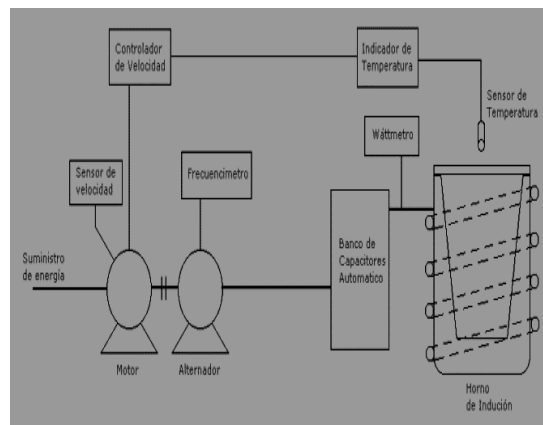 Controlador
de Velocidad
Indicador de
Temperatura
Sensor de
Temperatura
Wáttmetro
Sensor de
velocidad
Frecuencimetro
Banco de
Capacitores
Automatico
Suministro
de energía
Motor
Alternador
Horno
de Indución